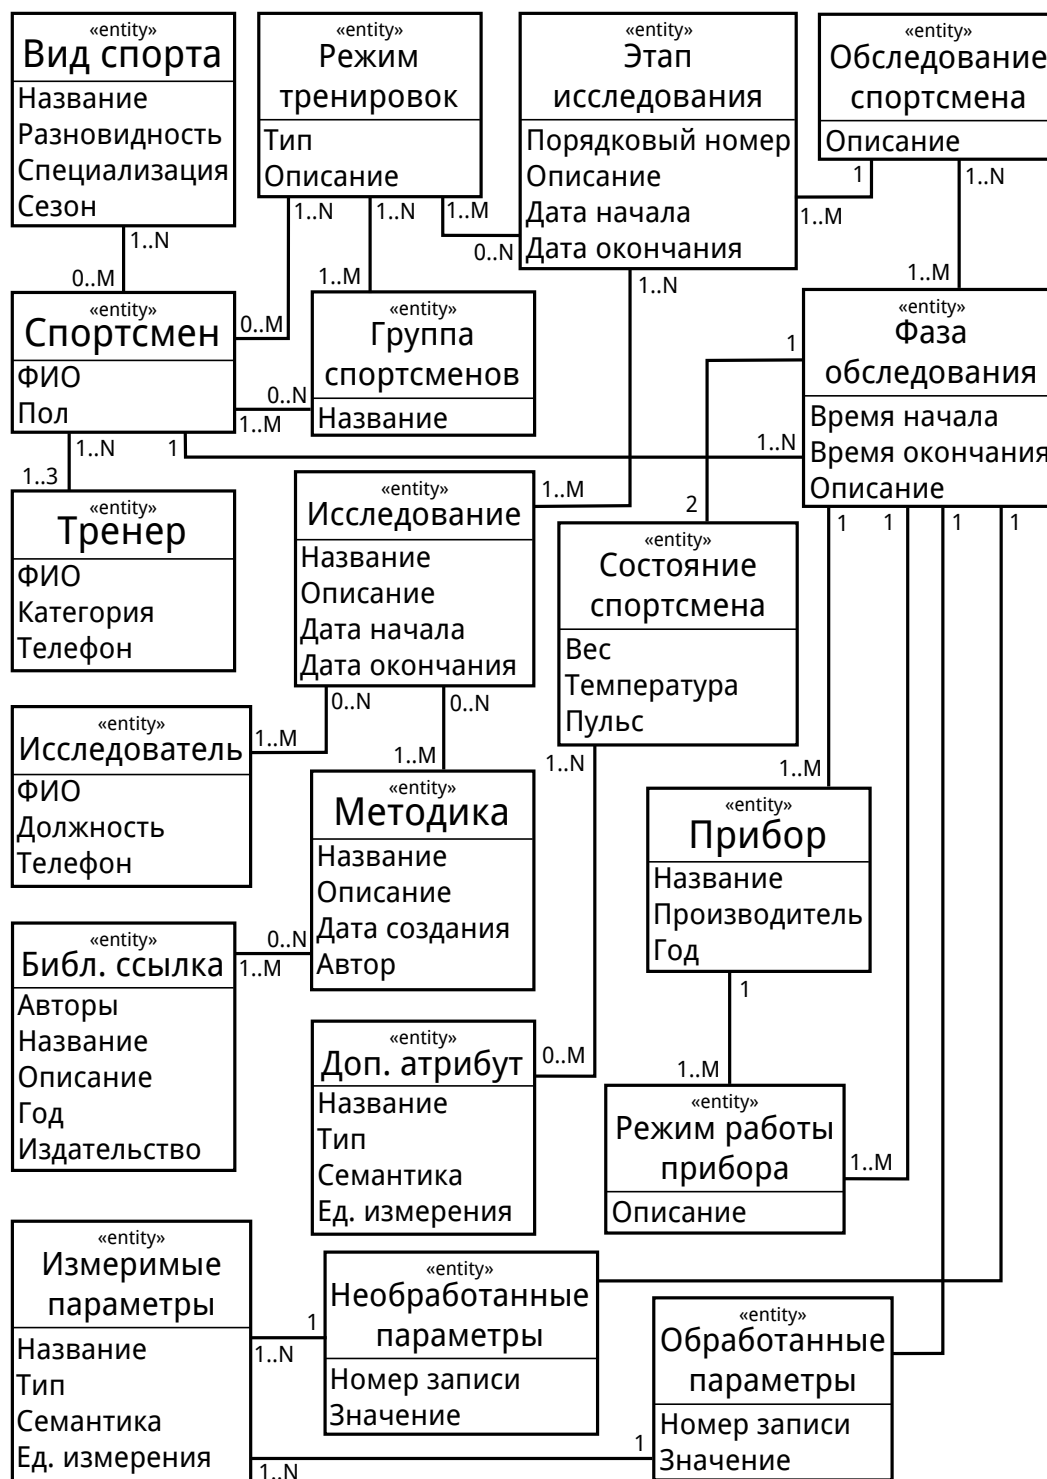 «entity»
Вид спорта
Название
Разновидность
Специализация
Сезон
«entity»
Режим
тренировок
Тип
Описание
«entity»
Этап
исследования
Порядковый номер
Описание
Дата начала
Дата окончания
«entity»
Обследование
спортсмена
Описание
1..N
0..M
1..N
0..M
1..N
1..M
1..M
0..N
1
1..M
1..N
1..M
1..N
1..M
«entity»
Спортсмен
ФИО
Пол
0..N
1..M
«entity»
Группа
спортсменов
Название
«entity»
Фаза
обследования
Время начала
Время окончания
Описание
1
2
1..N
1
1..N
1..3
«entity»
Тренер
ФИО
Категория
Телефон
«entity»
Исследование
Название
Описание
Дата начала
Дата окончания
«entity»
Состояние
спортсмена
Вес
Температура
Пульс
1
1
1
1
0..N
1..M
0..N
1..M
1..N
0..M
1..M
«entity»
Исследователь
ФИО
Должность
Телефон
«entity»
Методика
Название
Описание
Дата создания
Автор
«entity»
Прибор
Название
Производитель
Год
0..N
1..M
«entity»
Библ. ссылка
Авторы
Название
Описание
Год
Издательство
«entity»
Доп. атрибут
Название
Тип
Семантика
Ед. измерения
1
1..M
«entity»
Режим работы
прибора
Описание
1..M
«entity»
Измеримые
параметры
Название
Тип
Семантика
Ед. измерения
1
1..N
«entity»
Необработанные
параметры
Номер записи
Значение
«entity»
Обработанные
параметры
Номер записи
Значение
1
1..N